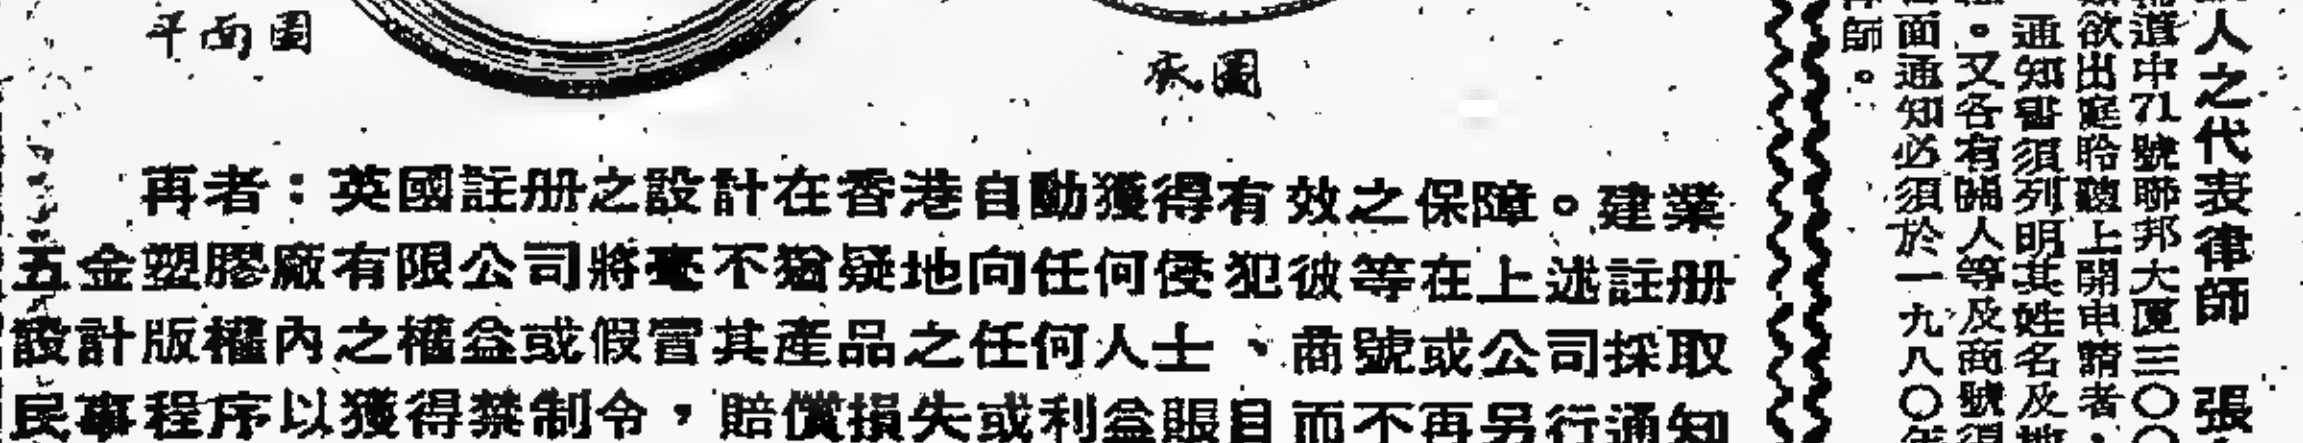 平面圖
圖
再者：英國註册之設計在香港自動獲得有效之保障。建業
五金塑膠廠有限公司將毫不猶疑地向任何侵犯彼等在上述註册
設計版權內之權益或假冒其產品之任何人士、商號或公司採取
民事程序以獲得禁制令，賠償損失或利益賬目而不再另行通知
人之代表律師　張
道中71號聯邦大厦三〇〇
欲出庭聆聽上開申請者，
通知書須列明其姓名及地
。又各有關人等及商號得
面通知必須於一九八〇年
師。